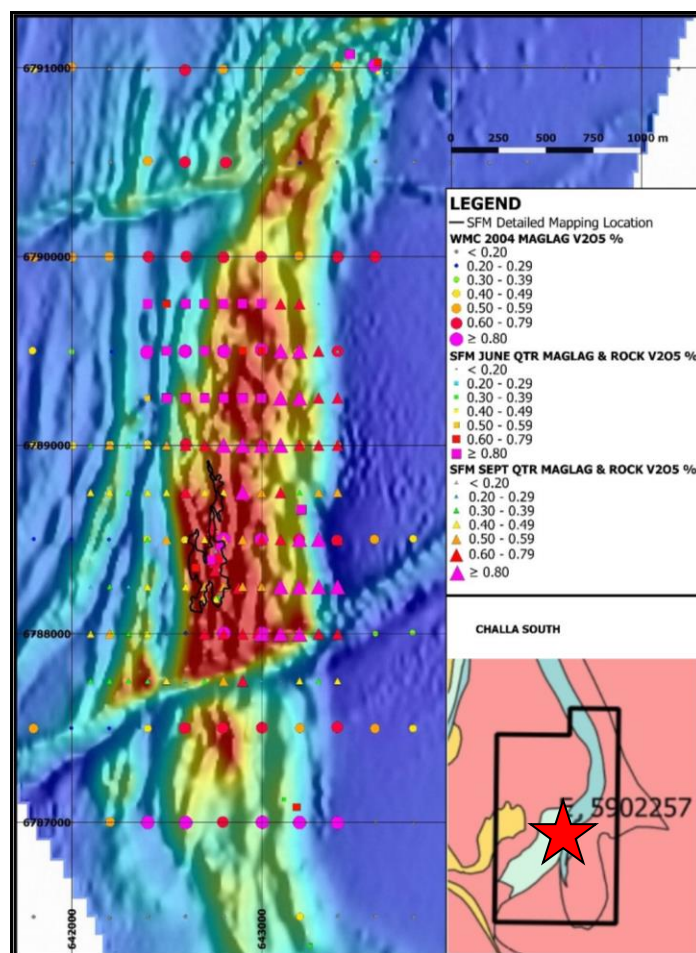 6791000
0 250 500 750 1000 m
LEGEND
SFM Detailed Mapping Location
WMC 2004 MAGLAG V2O5 %
< 0.20
0.20 - 0.29
0.30 - 0.39
0.40 - 0.49
0.50 - 0.59
0.60 - 0.79
≥ 0.80
SFM JUNE QTR MAGLAG & ROCK V2O5 %
< 0.20
0.20 - 0.29
0.30 - 0.39
0.40 - 0.49
0.50 - 0.59
0.60 - 0.79
≥ 0.80
SFM SEPT QTR MAGLAG & ROCK V2O5 %
< 0.20
0.20 - 0.29
0.30 - 0.39
0.40 - 0.49
0.50 - 0.59
0.60 - 0.79
≥ 0.80
6790000
6789000
6788000
6787000
642000
643000
642000
643000
CHALLA SOUTH
5902257